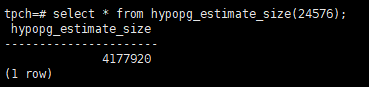 tpch=# select * from hypopg_estimate_size(24576);
 hypopg_estimate_size
----------------------
              4177920
(1 row)